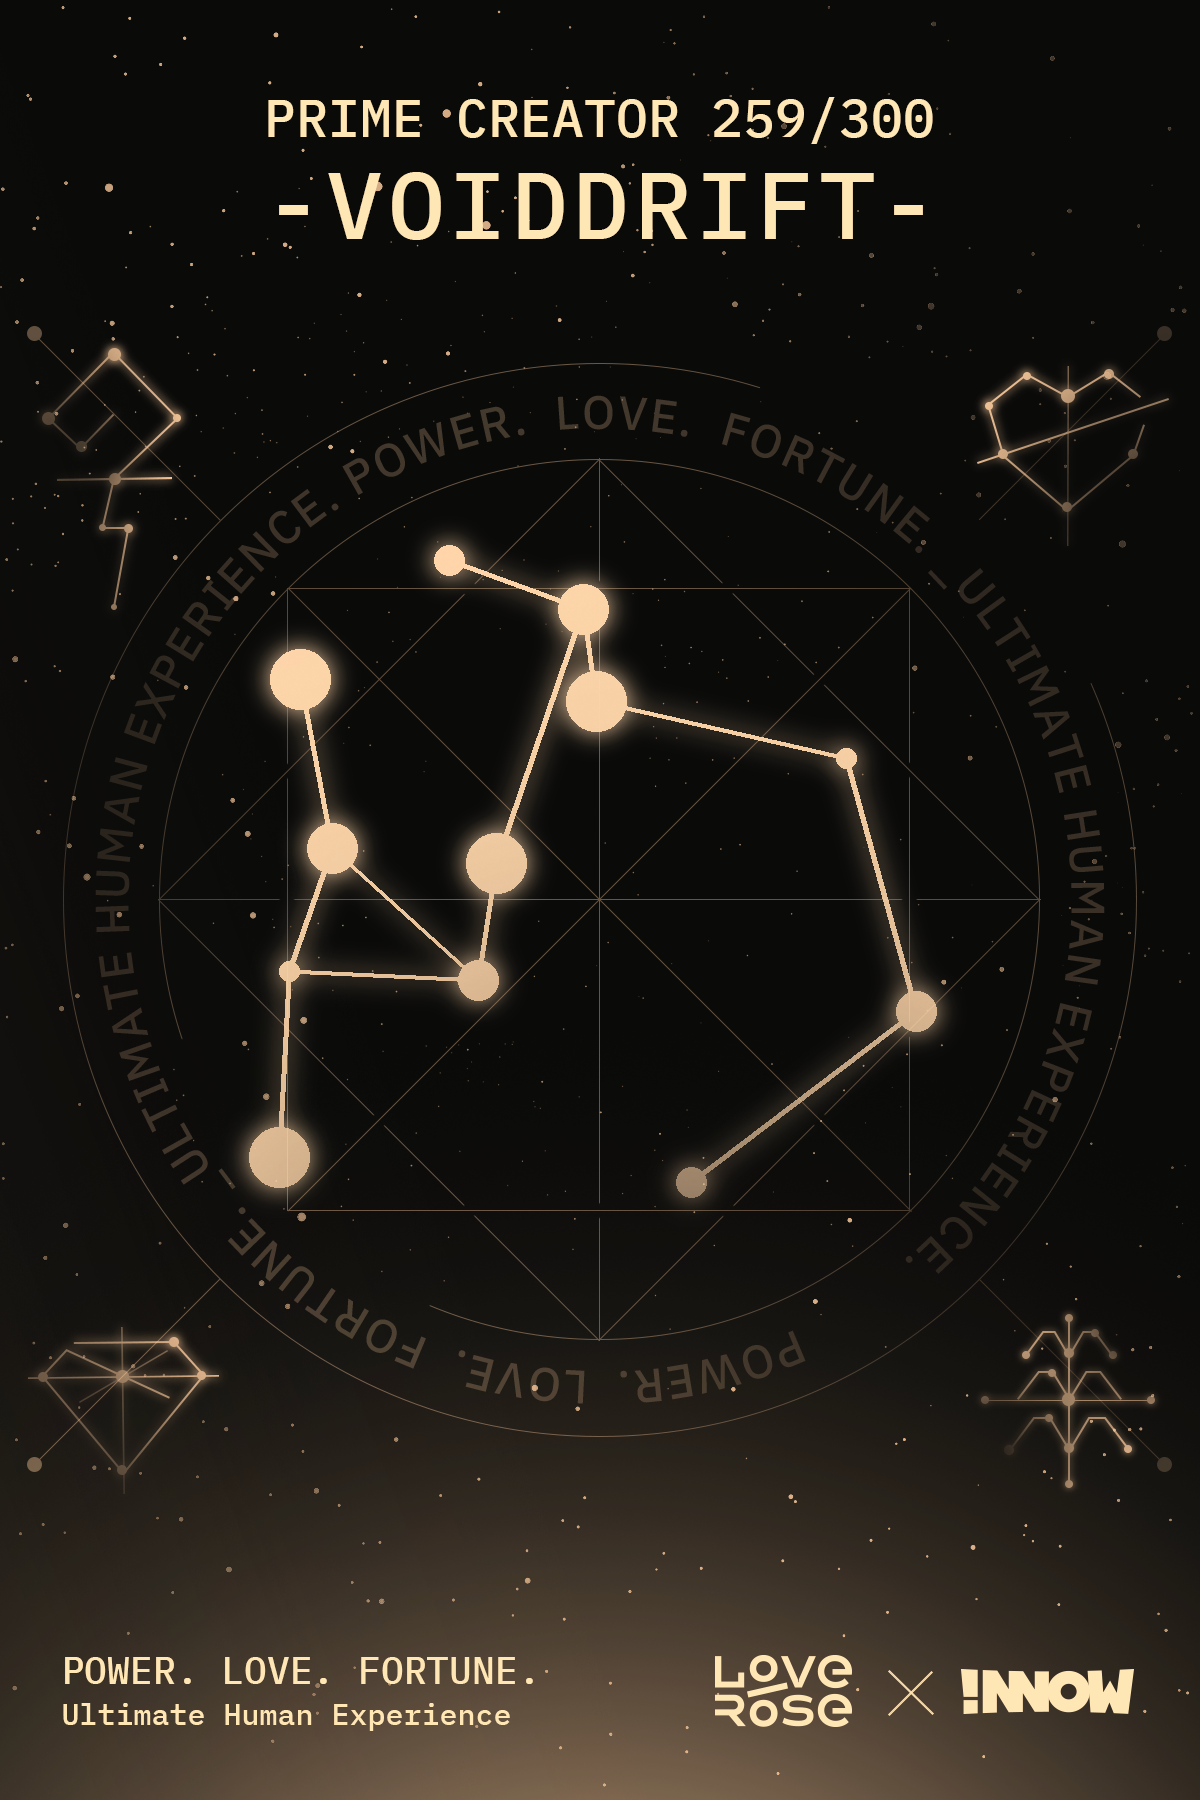 PRIME CREATOR 259/300
-VOIDDRIFT-
POWER. LOVE. FORTUNE. – ULTIMATE HUMAN EXPERIENCE.
POWER. LOVE. FORTUNE. – ULTIMATE HUMAN EXPERIENCE.
POWER. LOVE. FORTUNE.
Ultimate Human Experience
LOVE
ROSE
!NNOW